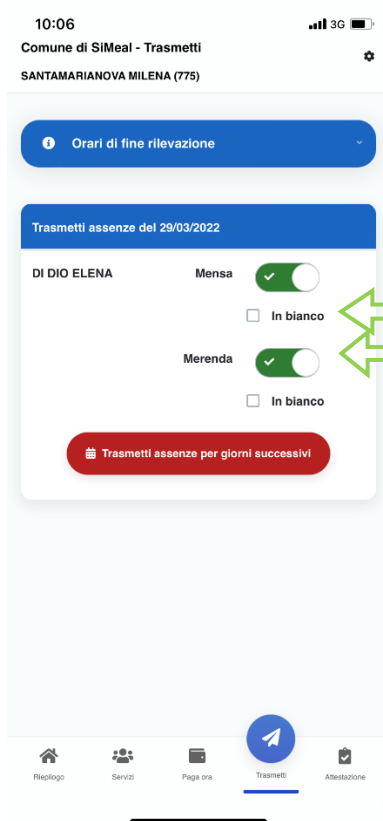 10:06 3G
Comune di SiMeal - Trasmetti
SANTAMARIANOVA MILENA (775)
Orari di fine rilevazione
Trasmetti assenze del 29/03/2022
DI DIO ELENA Mensa
In bianco
Merenda
In bianco
Trasmetti assenze per giorni successivi
Riepilogo Servizi Paga ora Trasmetti Attestazione